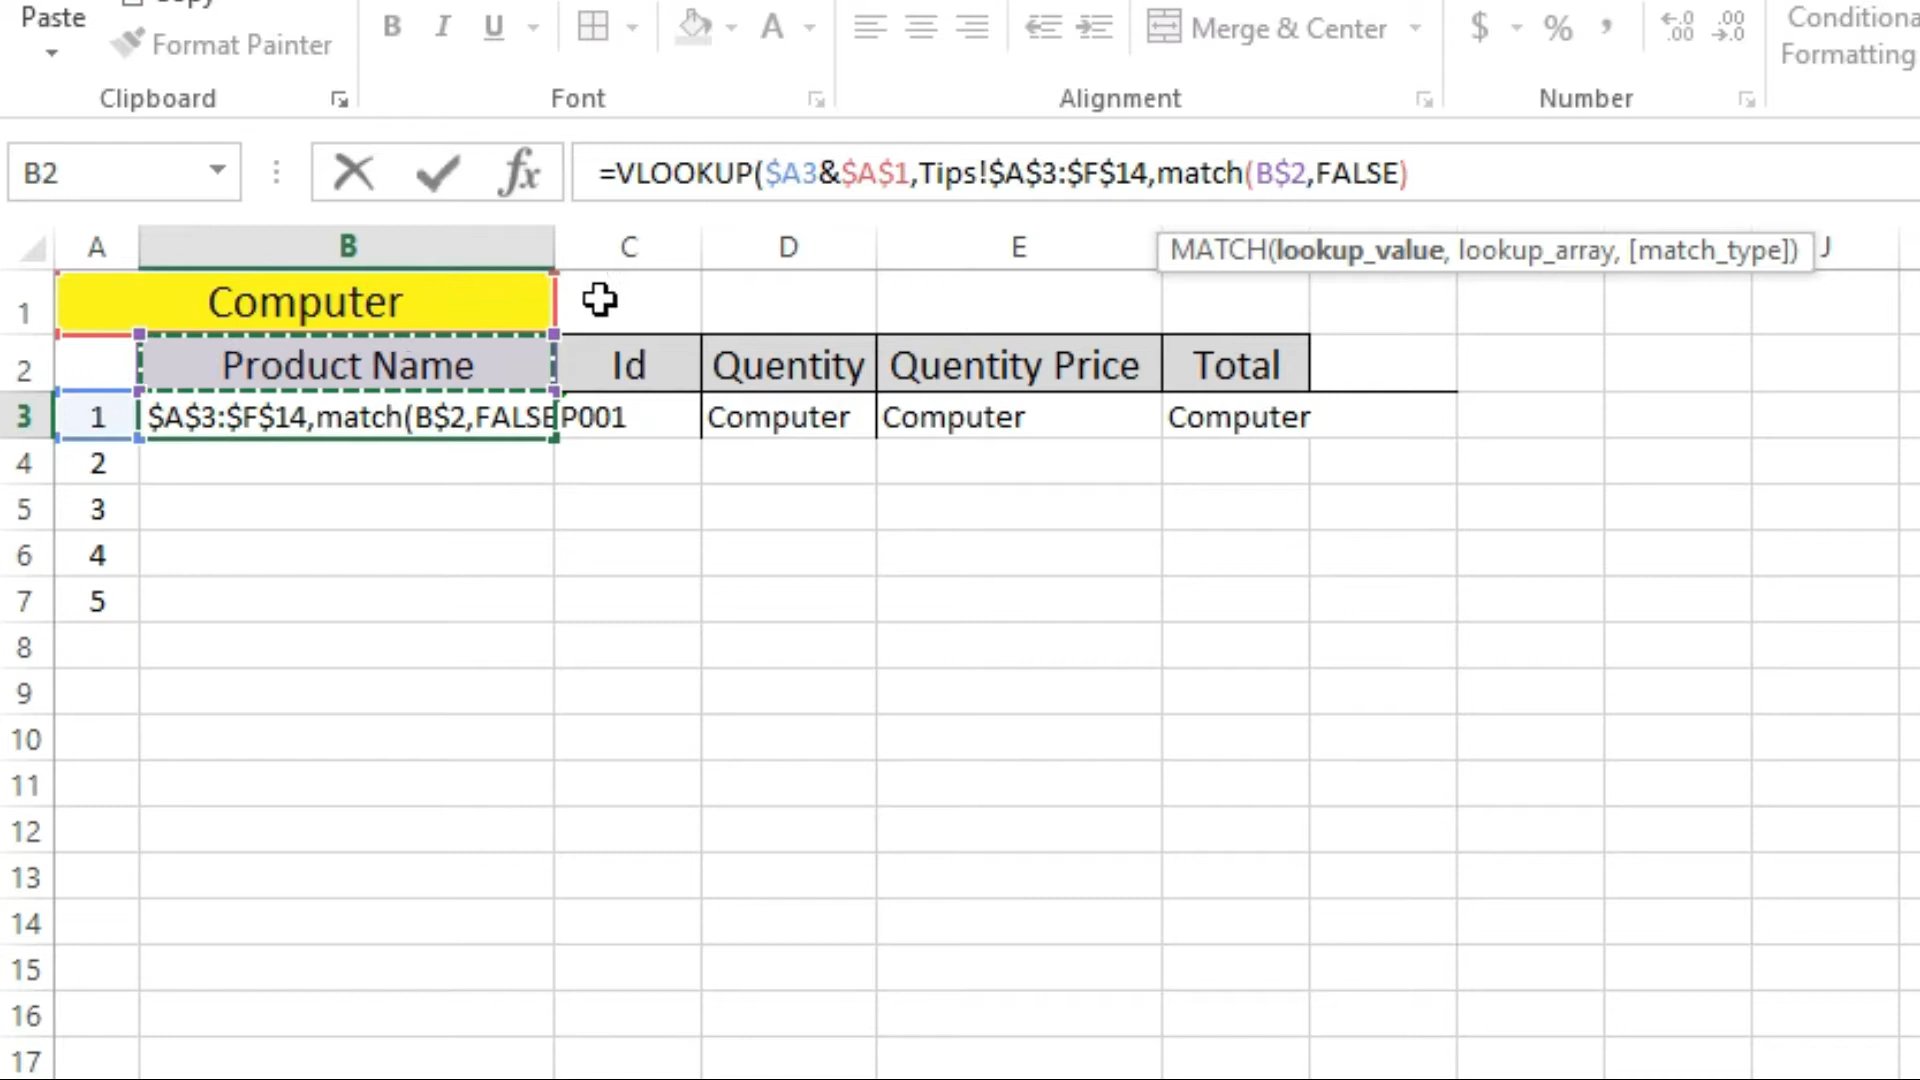 Paste
Format Painter
B I U
A
Merge & Center
$ % ,
Conditiona
Formatting
Clipboard
Font
Alignment
Number
B2
fx
=VLOOKUP($A3&$A$1,Tips!$A$3:$F$14,match(B$2,FALSE)
MATCH(lookup_value, lookup_array, [match_type])
A B C D E J
1 Computer
2 Product Name Id Quentity Quentity Price Total
3 1 $A$3:$F$14,match(B$2,FALSE P001 Computer Computer Computer
4 2
5 3
6 4
7 5
8
9
10
11
12
13
14
15
16
17